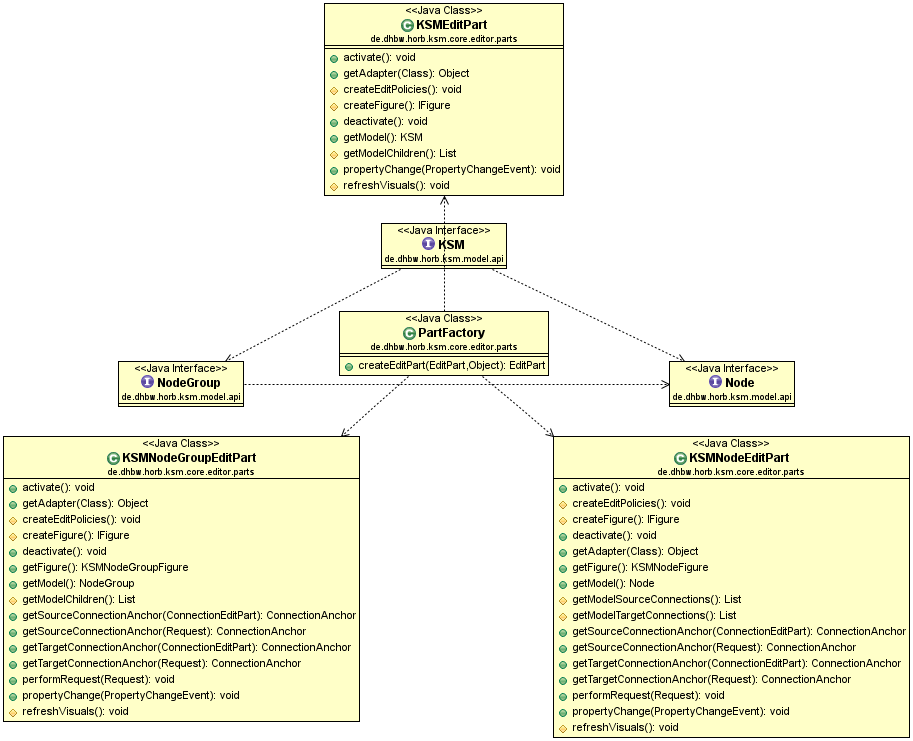 <<Java Class>>
KSMEditPart
de.dhbw.horb.ksm.core.editor.parts
activate(): void
getAdapter(Class): Object
createEditPolicies(): void
createFigure(): IFigure
deactivate(): void
getModel(): KSM
getModelChildren(): List
propertyChange(PropertyChangeEvent): void
refreshVisuals(): void
<<Java Interface>>
KSM
de.dhbw.horb.ksm.model.api
<<Java Class>>
PartFactory
de.dhbw.horb.ksm.core.editor.parts
createEditPart(EditPart,Object): EditPart
<<Java Interface>>
NodeGroup
de.dhbw.horb.ksm.model.api
<<Java Interface>>
Node
de.dhbw.horb.ksm.model.api
<<Java Class>>
KSMNodeGroupEditPart
de.dhbw.horb.ksm.core.editor.parts
activate(): void
getAdapter(Class): Object
createEditPolicies(): void
createFigure(): IFigure
deactivate(): void
getFigure(): KSMNodeGroupFigure
getModel(): NodeGroup
getModelChildren(): List
getSourceConnectionAnchor(ConnectionEditPart): ConnectionAnchor
getSourceConnectionAnchor(Request): ConnectionAnchor
getTargetConnectionAnchor(ConnectionEditPart): ConnectionAnchor
getTargetConnectionAnchor(Request): ConnectionAnchor
performRequest(Request): void
propertyChange(PropertyChangeEvent): void
refreshVisuals(): void
<<Java Class>>
KSMNodeEditPart
de.dhbw.horb.ksm.core.editor.parts
activate(): void
createEditPolicies(): void
createFigure(): IFigure
deactivate(): void
getAdapter(Class): Object
getFigure(): KSMNodeFigure
getModel(): Node
getModelSourceConnections(): List
getModelTargetConnections(): List
getSourceConnectionAnchor(ConnectionEditPart): ConnectionAnchor
getSourceConnectionAnchor(Request): ConnectionAnchor
getTargetConnectionAnchor(ConnectionEditPart): ConnectionAnchor
getTargetConnectionAnchor(Request): ConnectionAnchor
performRequest(Request): void
propertyChange(PropertyChangeEvent): void
refreshVisuals(): void